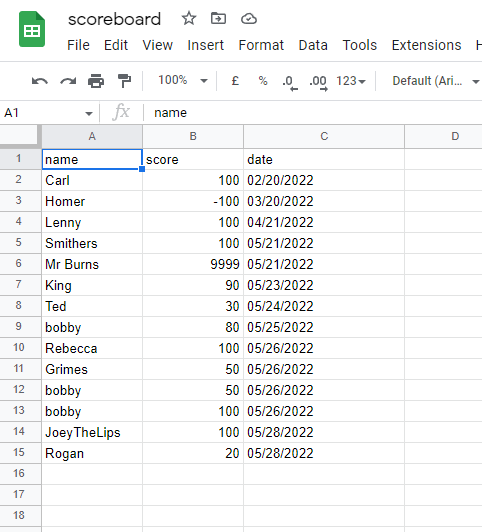 scoreboard
File Edit View Insert Format Data Tools Extensions H
100% £ % .0 .00 123 Default (Ari...
A1 fx name
A B C D
1 name score date
2 Carl 100 02/20/2022
3 Homer -100 03/20/2022
4 Lenny 100 04/21/2022
5 Smithers 100 05/21/2022
6 Mr Burns 9999 05/21/2022
7 King 90 05/23/2022
8 Ted 30 05/24/2022
9 bobby 80 05/25/2022
10 Rebecca 100 05/26/2022
11 Grimes 50 05/26/2022
12 bobby 50 05/26/2022
13 bobby 100 05/26/2022
14 JoeyTheLips 100 05/28/2022
15 Rogan 20 05/28/2022
16
17
18